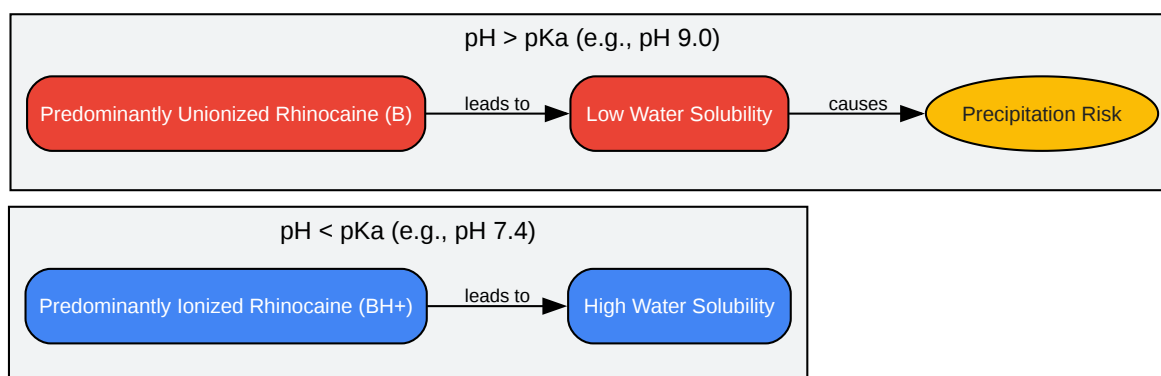 pH > pKa (e.g., pH 9.0)
Predominantly Unionized Rhinocaine (B)
leads to
Low Water Solubility
causes
Precipitation Risk
pH < pKa (e.g., pH 7.4)
Predominantly Ionized Rhinocaine (BH+)
leads to
High Water Solubility